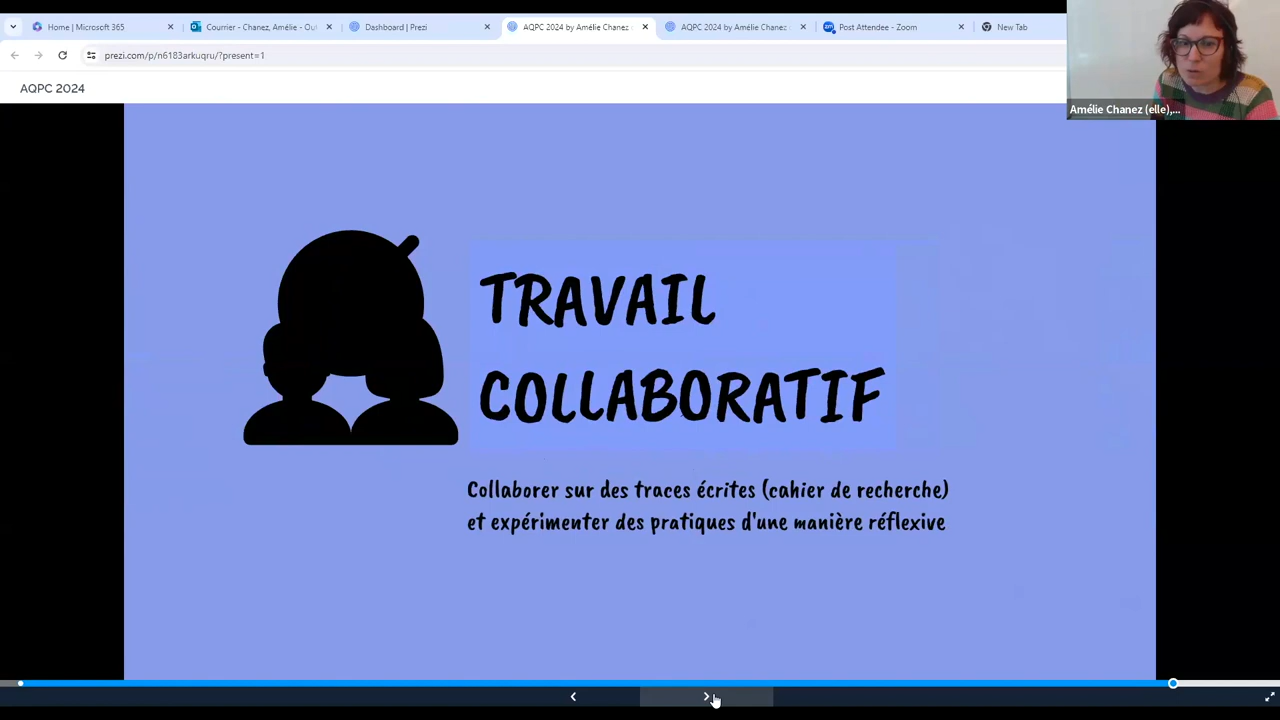 Home | Microsoft 365
Courrier - Chanez, Amélie - Out
Dashboard | Prezi
AQPC 2024 by Amélie Chanez
AQPC 2024 by Amélie Chanez
Post Attendee - Zoom
New Tab
prezi.com/p/n6183arkuqru/?present=1
AQPC 2024
Amélie Chanez (elle),...
TRAVAIL
COLLABORATIF
Collaborer sur des traces écrites (cahier de recherche)
et expérimenter des pratiques d'une manière réflexive